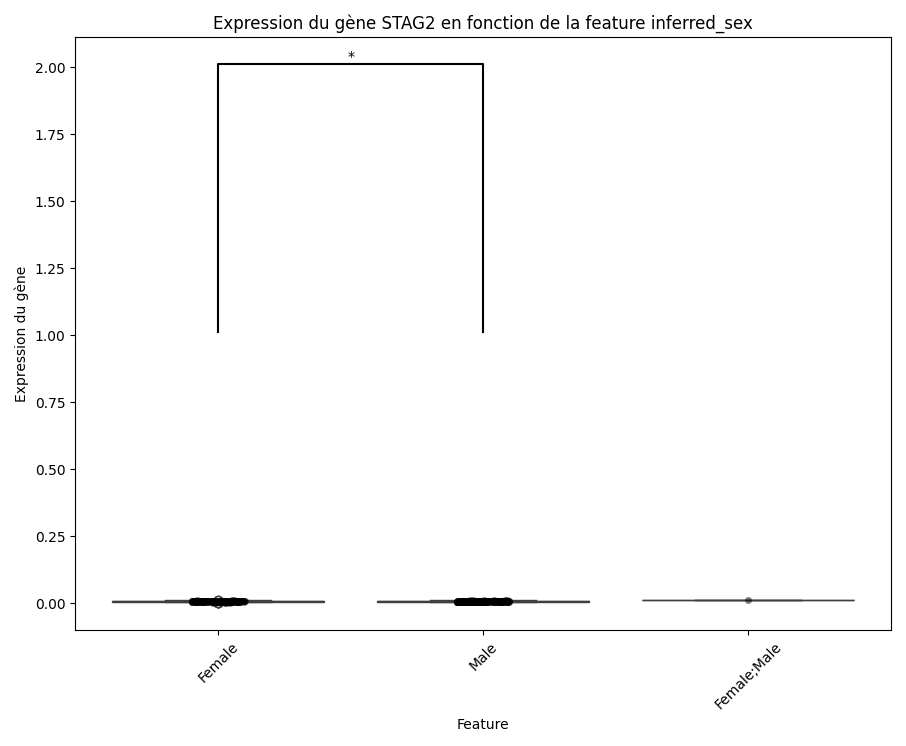 Expression du gène STAG2 en fonction de la feature inferred_sex
*
2.00
1.75
1.50
1.25
1.00
0.75
0.50
0.25
0.00
Expression du gène
Female
Male
Female;Male
Feature